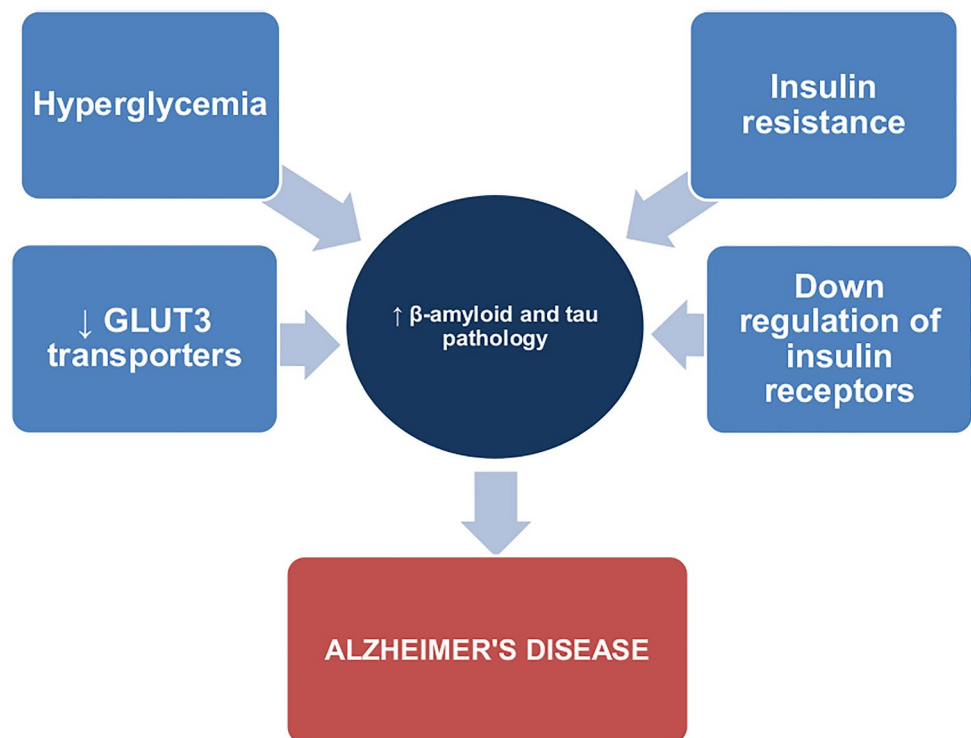 Hyperglycemia
Insulin
resistance
↓ GLUT3
transporters
↑ β-amyloid and tau
pathology
Down
regulation of
insulin
receptors
ALZHEIMER'S DISEASE